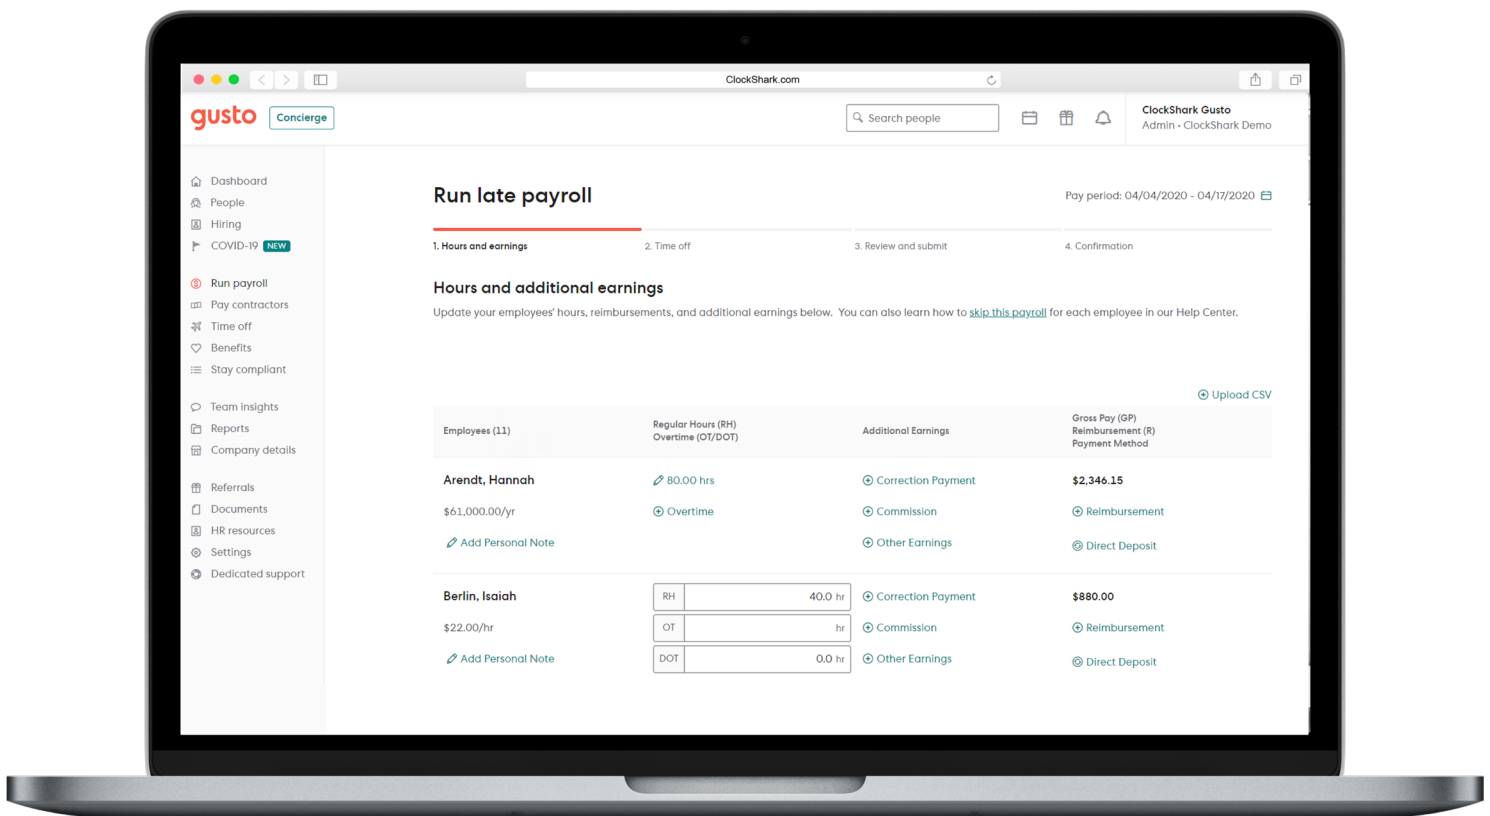 ClockShark.com
gusto
Concierge
Search people
ClockShark Gusto
Admin • ClockShark Demo
Dashboard
People
Hiring
COVID-19 NEW
Run payroll
Pay contractors
Time off
Benefits
Stay compliant
Team insights
Reports
Company details
Referrals
Documents
HR resources
Settings
Dedicated support
Run late payroll
Pay period: 04/04/2020 - 04/17/2020
1. Hours and earnings
2. Time off
3. Review and submit
4. Confirmation
Hours and additional earnings
Update your employees' hours, reimbursements, and additional earnings below. You can also learn how to skip this payroll for each employee in our Help Center.
Upload CSV
Employees (11)
Regular Hours (RH)
Overtime (OT/DOT)
Additional Earnings
Gross Pay (GP)
Reimbursement (R)
Payment Method
Arendt, Hannah
80.00 hrs
Correction Payment
$2,346.15
$61,000.00/yr
Overtime
Commission
Reimbursement
Add Personal Note
Other Earnings
Direct Deposit
Berlin, Isaiah
RH 40.0 hr
Correction Payment
$880.00
$22.00/hr
OT hr
Commission
Reimbursement
Add Personal Note
DOT 0.0 hr
Other Earnings
Direct Deposit